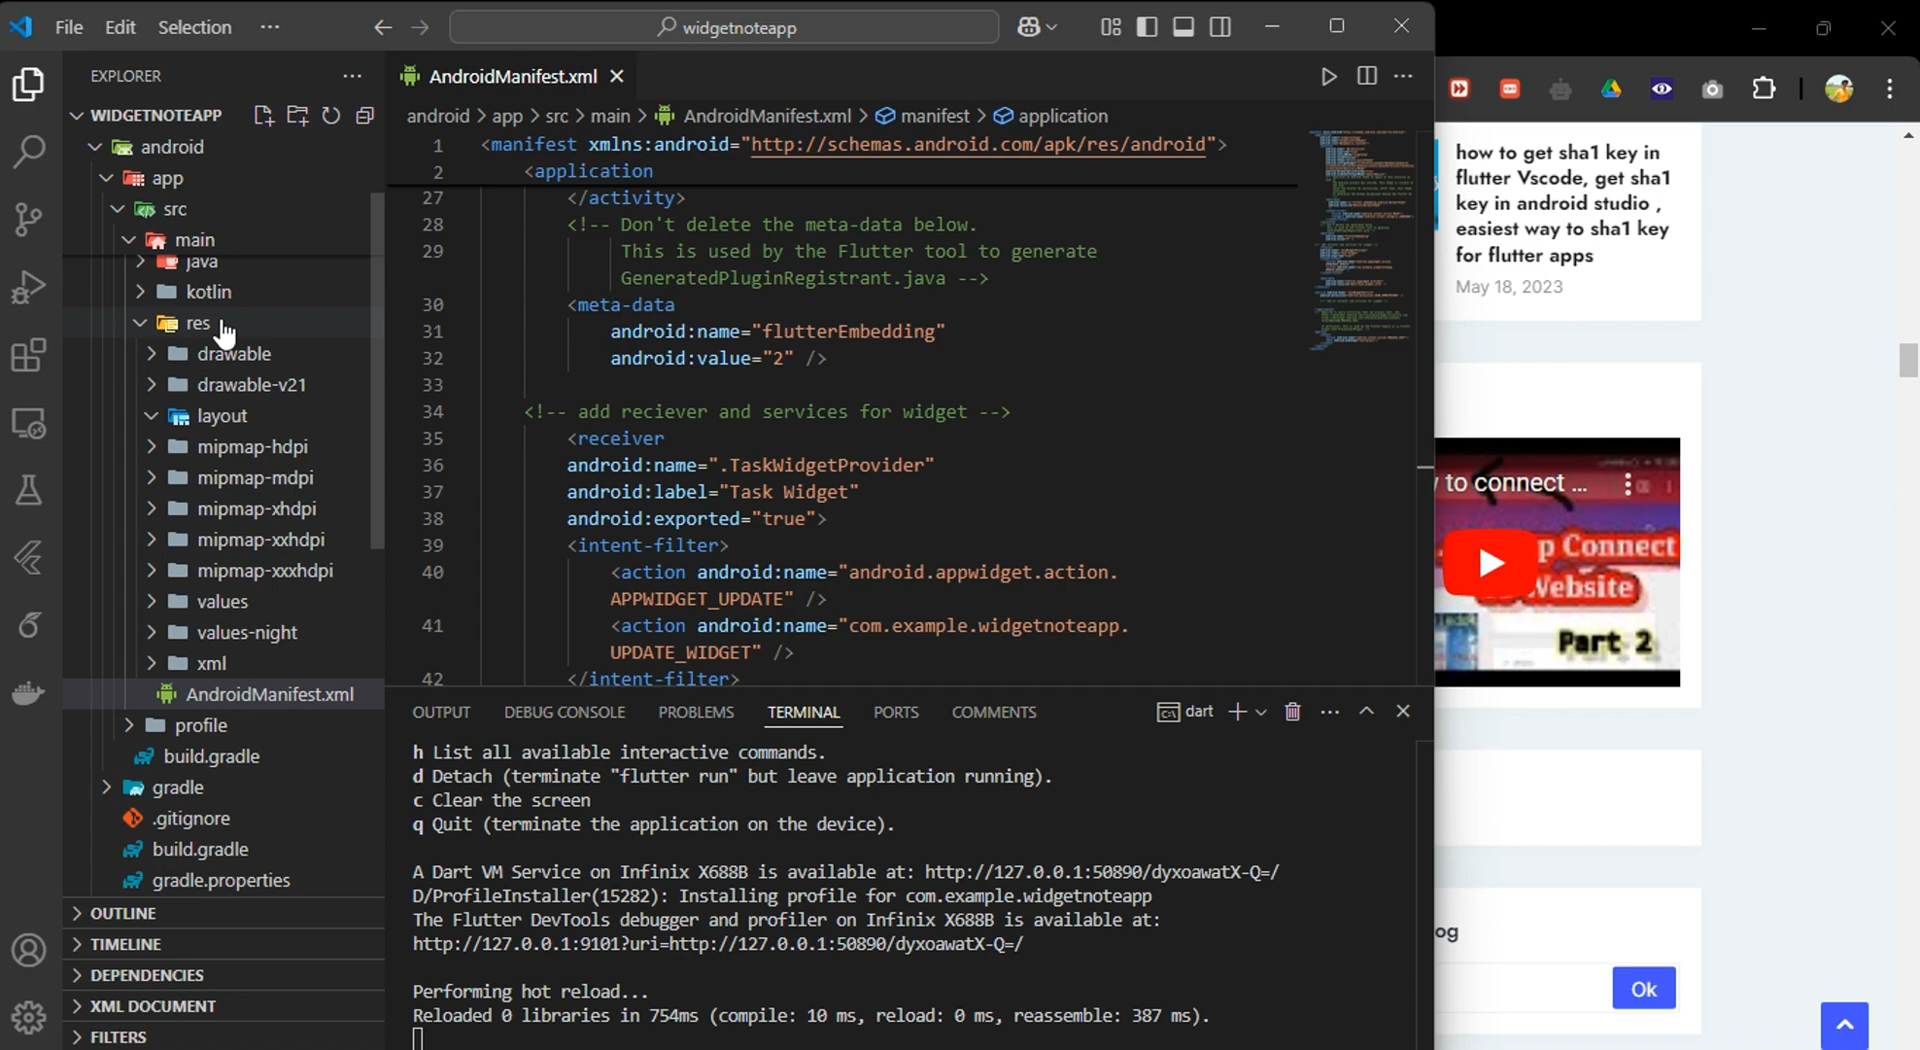 File Edit Selection ···
widgetnoteapp
EXPLORER
WIDGETNOTEAPP
android
app
src
main
java
kotlin
res
drawable
drawable-v21
layout
mipmap-hdpi
mipmap-mdpi
mipmap-xhdpi
mipmap-xxhdpi
mipmap-xxxhdpi
values
values-night
xml
AndroidManifest.xml
profile
build.gradle
gradle
.gitignore
build.gradle
gradle.properties
OUTLINE
TIMELINE
DEPENDENCIES
XML DOCUMENT
FILTERS
AndroidManifest.xml
android > app > src > main > AndroidManifest.xml > manifest > application
1 <manifest xmlns:android="http://schemas.android.com/apk/res/android">
2 <application
27 </activity>
28 <!-- Don't delete the meta-data below.
29 This is used by the Flutter tool to generate
GeneratedPluginRegistrant.java -->
30 <meta-data
31 android:name="flutterEmbedding"
32 android:value="2" />
33
34 <!-- add reciever and services for widget -->
35 <receiver
36 android:name=".TaskWidgetProvider"
37 android:label="Task Widget"
38 android:exported="true">
39 <intent-filter>
40 <action android:name="android.appwidget.action.
APPWIDGET_UPDATE" />
41 <action android:name="com.example.widgetnoteapp.
UPDATE_WIDGET" />
42 </intent-filter>
OUTPUT DEBUG CONSOLE PROBLEMS TERMINAL PORTS COMMENTS dart
h List all available interactive commands.
d Detach (terminate "flutter run" but leave application running).
c Clear the screen
q Quit (terminate the application on the device).
A Dart VM Service on Infinix X688B is available at: http://127.0.0.1:50890/dyxoawatX-Q=/
D/ProfileInstaller(15282): Installing profile for com.example.widgetnoteapp
The Flutter DevTools debugger and profiler on Infinix X688B is available at:
http://127.0.0.1:9101?uri=http://127.0.0.1:50890/dyxoawatX-Q=/
Performing hot reload...
Reloaded 0 libraries in 754ms (compile: 10 ms, reload: 0 ms, reassemble: 387 ms).
how to get sha1 key in
flutter Vscode, get sha1
key in android studio ,
easiest way to sha1 key
for flutter apps
May 18, 2023
to connect ...
p Connect
Website
Part 2
og
Ok